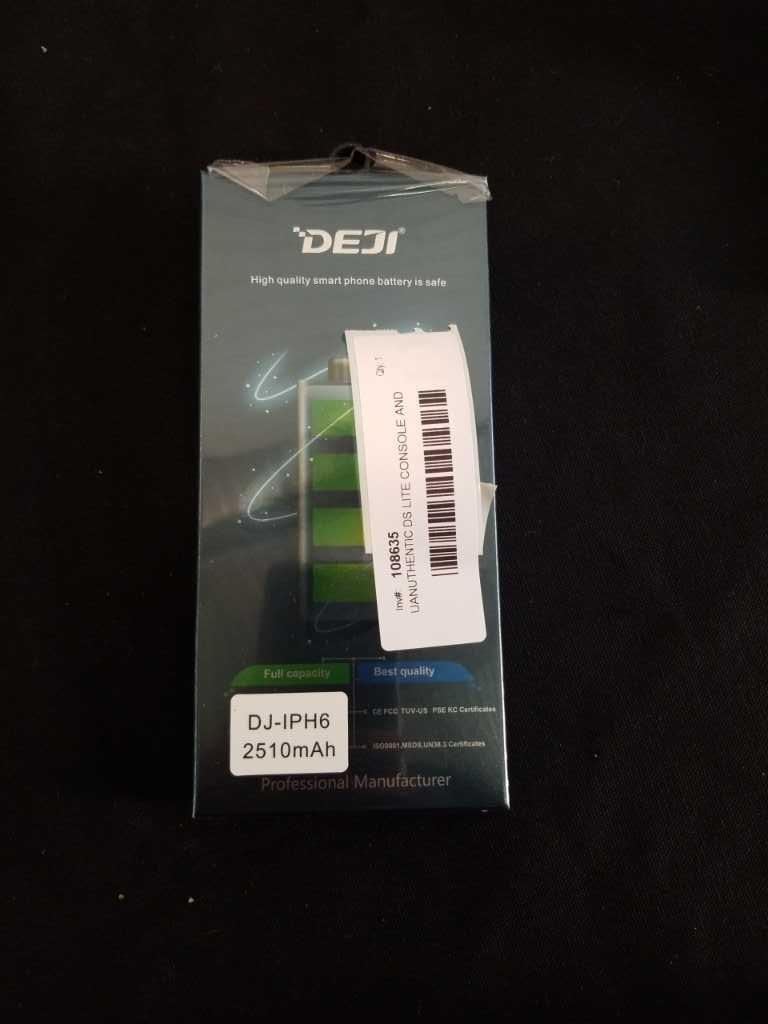 DEJI®
High quality smart phone battery is safe
Qty: 1
Inv#: 108635
UANUTHENTIC DS LITE CONSOLE AND
Full capacity
Best quality
CE FCC TUV-US PSE KC Certificates
ISO9001,MSDS,UN38.3 Certificates
DJ-IPH6
2510mAh
Professional Manufacturer